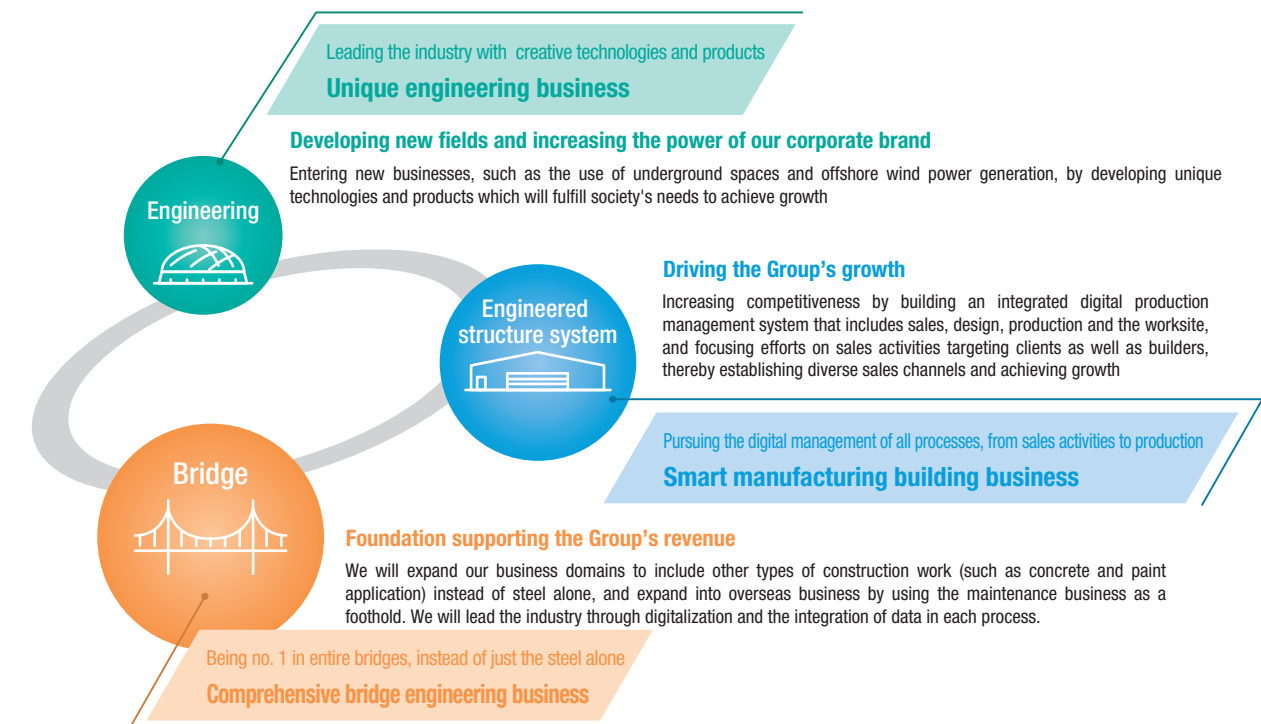 Leading the industry with creative technologies and products
Unique engineering business
Developing new fields and increasing the power of our corporate brand
Entering new businesses, such as the use of underground spaces and offshore wind power generation, by developing unique
technologies and products which will fulfill society's needs to achieve growth
Engineering
Driving the Group's growth
Increasing competitiveness by building an integrated digital production
management system that includes sales, design, production and the worksite,
and focusing efforts on sales activities targeting clients as well as builders,
thereby establishing diverse sales channels and achieving growth
Engineered
structure system
Pursuing the digital management of all processes, from sales activities to production
Smart manufacturing building business
Bridge
Foundation supporting the Group's revenue
We will expand our business domains to include other types of construction work (such as concrete and paint
application) instead of steel alone, and expand into overseas business by using the maintenance business as a
foothold. We will lead the industry through digitalization and the integration of data in each process.
Being no. 1 in entire bridges, instead of just the steel alone
Comprehensive bridge engineering business